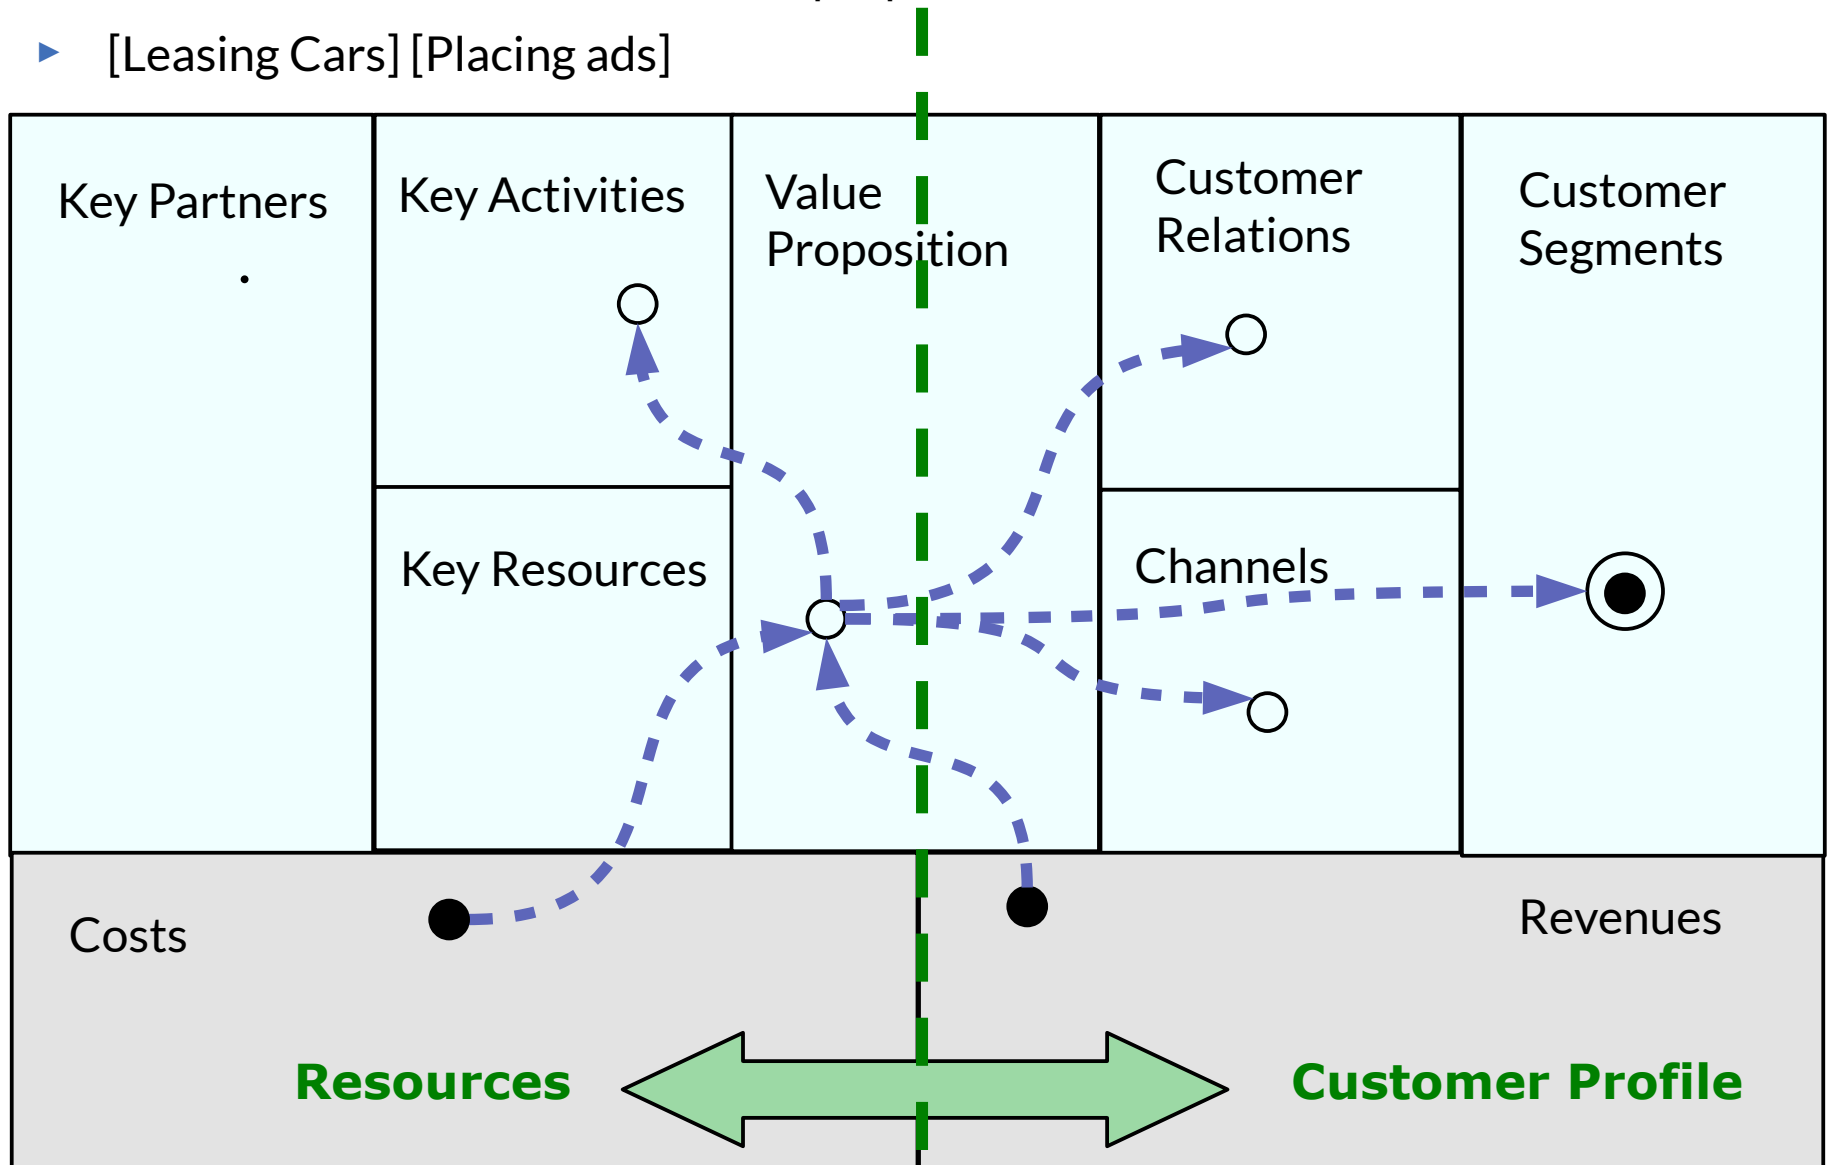 [Leasing Cars] [Placing ads]
Key Partners
Key Activities
Value
Proposition
Customer
Relations
Customer
Segments
Key Resources
Channels
Costs
Revenues
Resources
Customer Profile